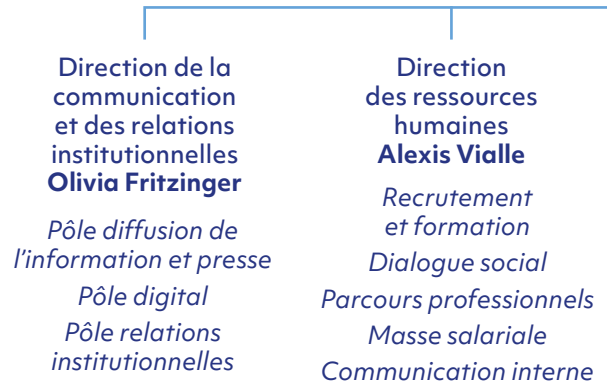 Direction de la
communication
et des relations
institutionnelles
Olivia Fritzinger
Pôle diffusion de
l’information et presse
Pôle digital
Pôle relations
institutionnelles
Direction
des ressources
humaines
Alexis Vialle
Recrutement
et formation
Dialogue social
Parcours professionnels
Masse salariale
Communication interne